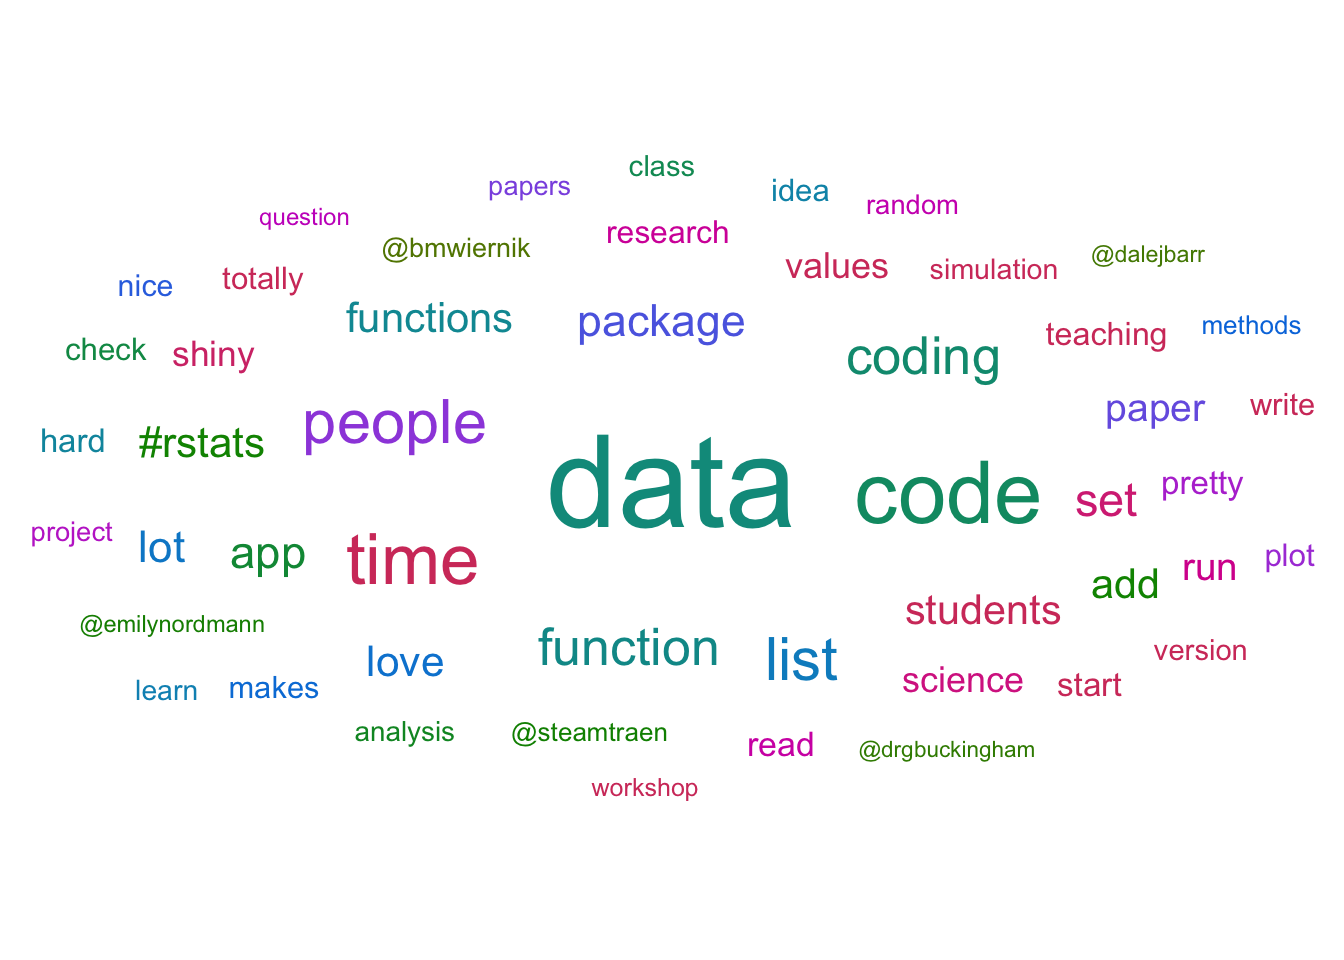 class
papers
idea
random
question
research
@bmwiernik
@dalejbarr
values
simulation
totally
nice
functions
package
methods
teaching
check
shiny
coding
paper
write
people
hard
#rstats
data
code
pretty
set
project
lot
app
time
plot
run
add
students
@emilynordmann
function
list
version
love
science
start
learn
makes
analysis
@steamtraen
read
@drgbuckingham
workshop